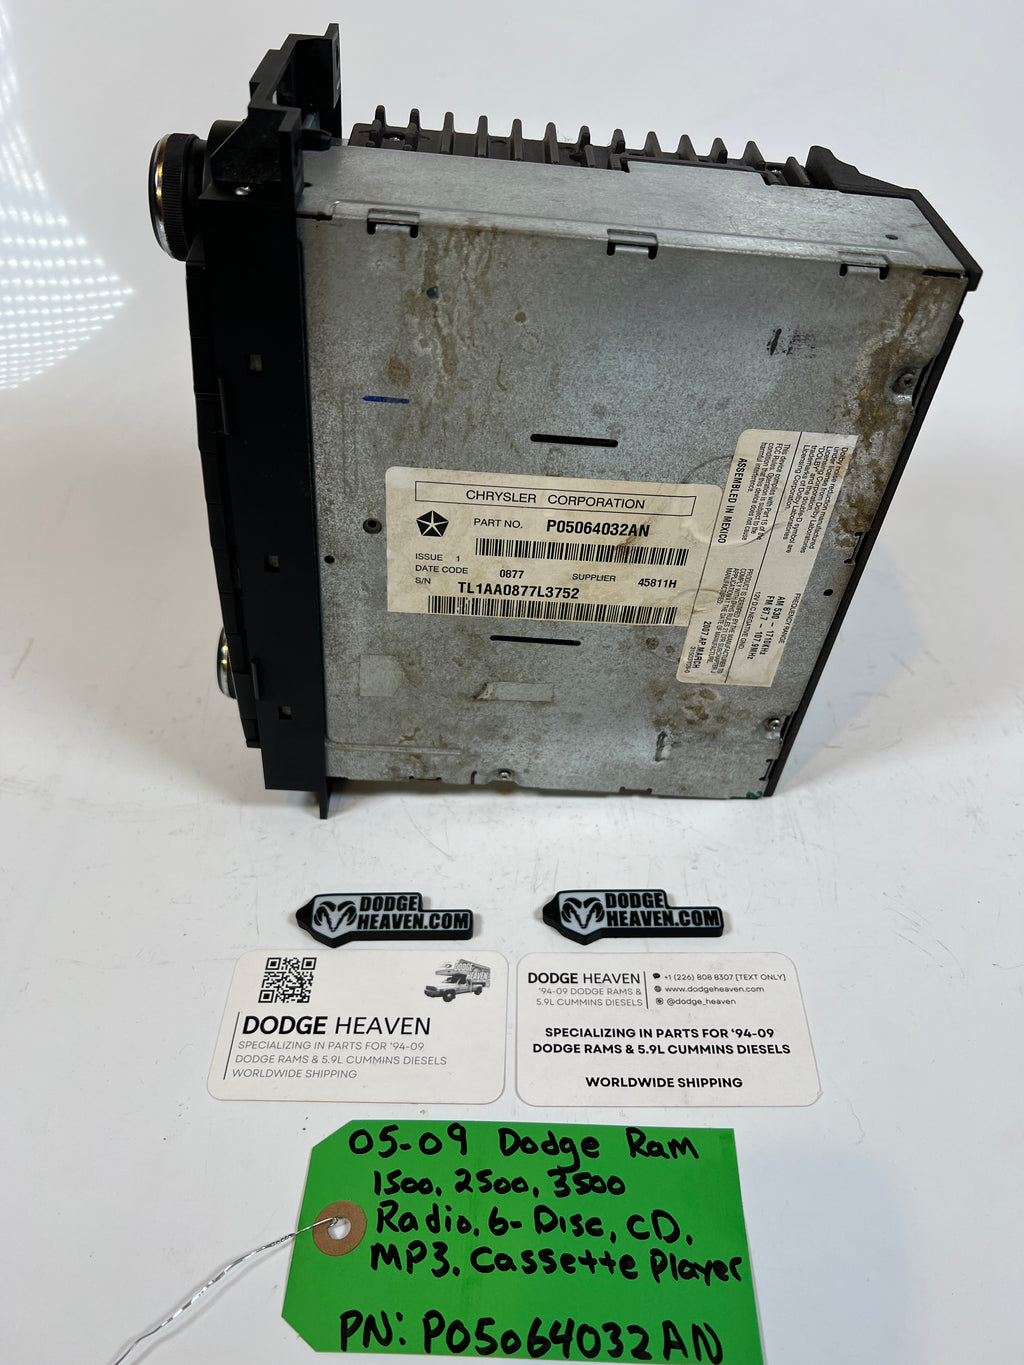 CHRYSLER CORPORATION
PART NO. P05064032AN
ISSUE 1
DATE CODE 0877 SUPPLIER 45811H
S/N TL1AA0877L3752
ASSEMBLED IN MEXICO
FREQUENCY RANGE
AM 530 - 1710KHz
FM 87.7 - 107.9MHz
12V D.C NEGATIVE GND
2007 AP MARCH
DODGE
HEAVEN.COM
DODGE
HEAVEN.COM
DODGE
HEAVEN
DODGE HEAVEN
SPECIALIZING IN PARTS FOR '94-09
DODGE RAMS & 5.9L CUMMINS DIESELS
WORLDWIDE SHIPPING
DODGE HEAVEN
'94-09 DODGE RAMS &
5.9L CUMMINS DIESELS
+1 (226) 808 8307 [TEXT ONLY]
www.dodgeheaven.com
@dodge_heaven
SPECIALIZING IN PARTS FOR '94-09
DODGE RAMS & 5.9L CUMMINS DIESELS
WORLDWIDE SHIPPING
05-09 Dodge Ram
1500, 2500, 3500
Radio, 6-Disc, CD,
MP3, Cassette Player
PN: P05064032AN